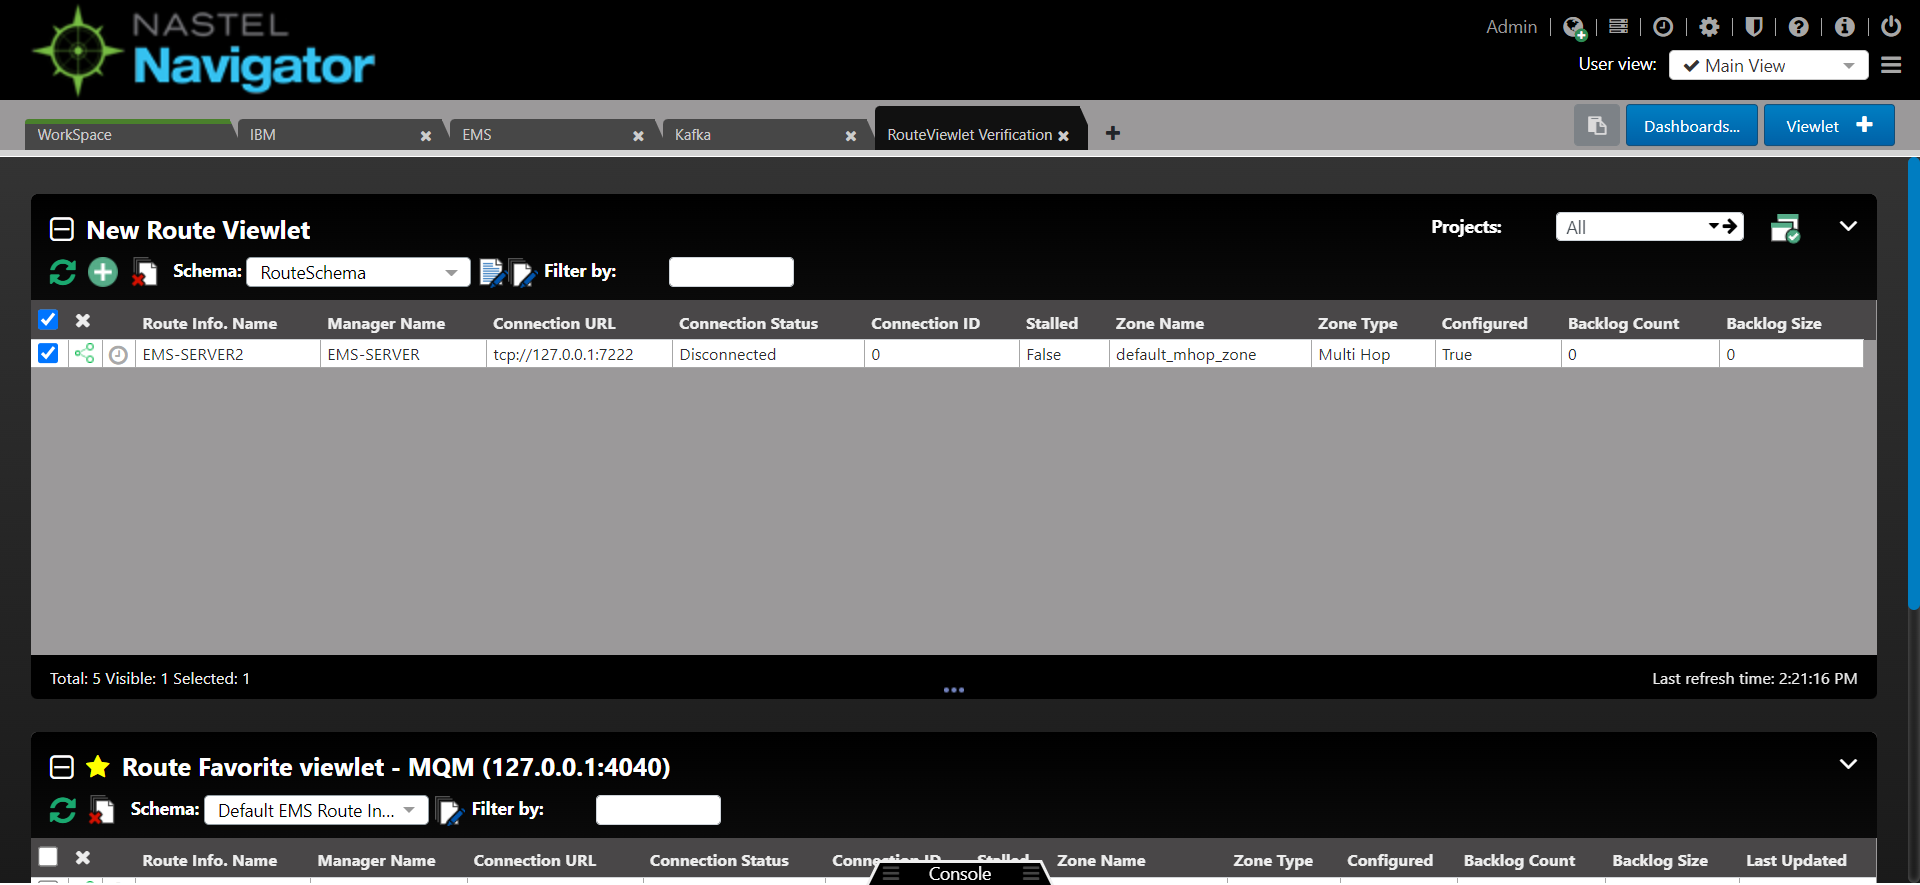 NASTEL
Navigator
Admin
User view: Main View
WorkSpace IBM EMS Kafka RouteViewlet Verification
Dashboards... Viewlet
New Route Viewlet
Projects: All
Schema: RouteSchema Filter by:
Route Info. Name Manager Name Connection URL Connection Status Connection ID Stalled Zone Name Zone Type Configured Backlog Count Backlog Size
EMS-SERVER2 EMS-SERVER tcp://127.0.0.1:7222 Disconnected 0 False default_mhop_zone Multi Hop True 0 0
Total: 5 Visible: 1 Selected: 1
Last refresh time: 2:21:16 PM
Route Favorite viewlet - MQM (127.0.0.1:4040)
Schema: Default EMS Route In... Filter by:
Route Info. Name Manager Name Connection URL Connection Status Connection ID Stalled Zone Name Zone Type Configured Backlog Count Backlog Size Last Updated
Console